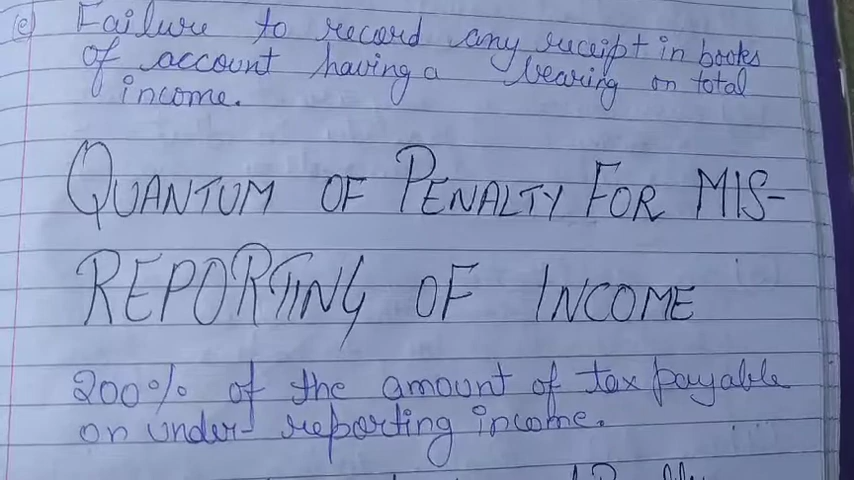 (e) Failure to record any receipt in books
of account having a bearing on total
income.
QUANTUM OF PENALTY FOR MIS-
REPORTING OF INCOME
200% of the amount of tax payable
on under-reporting income.